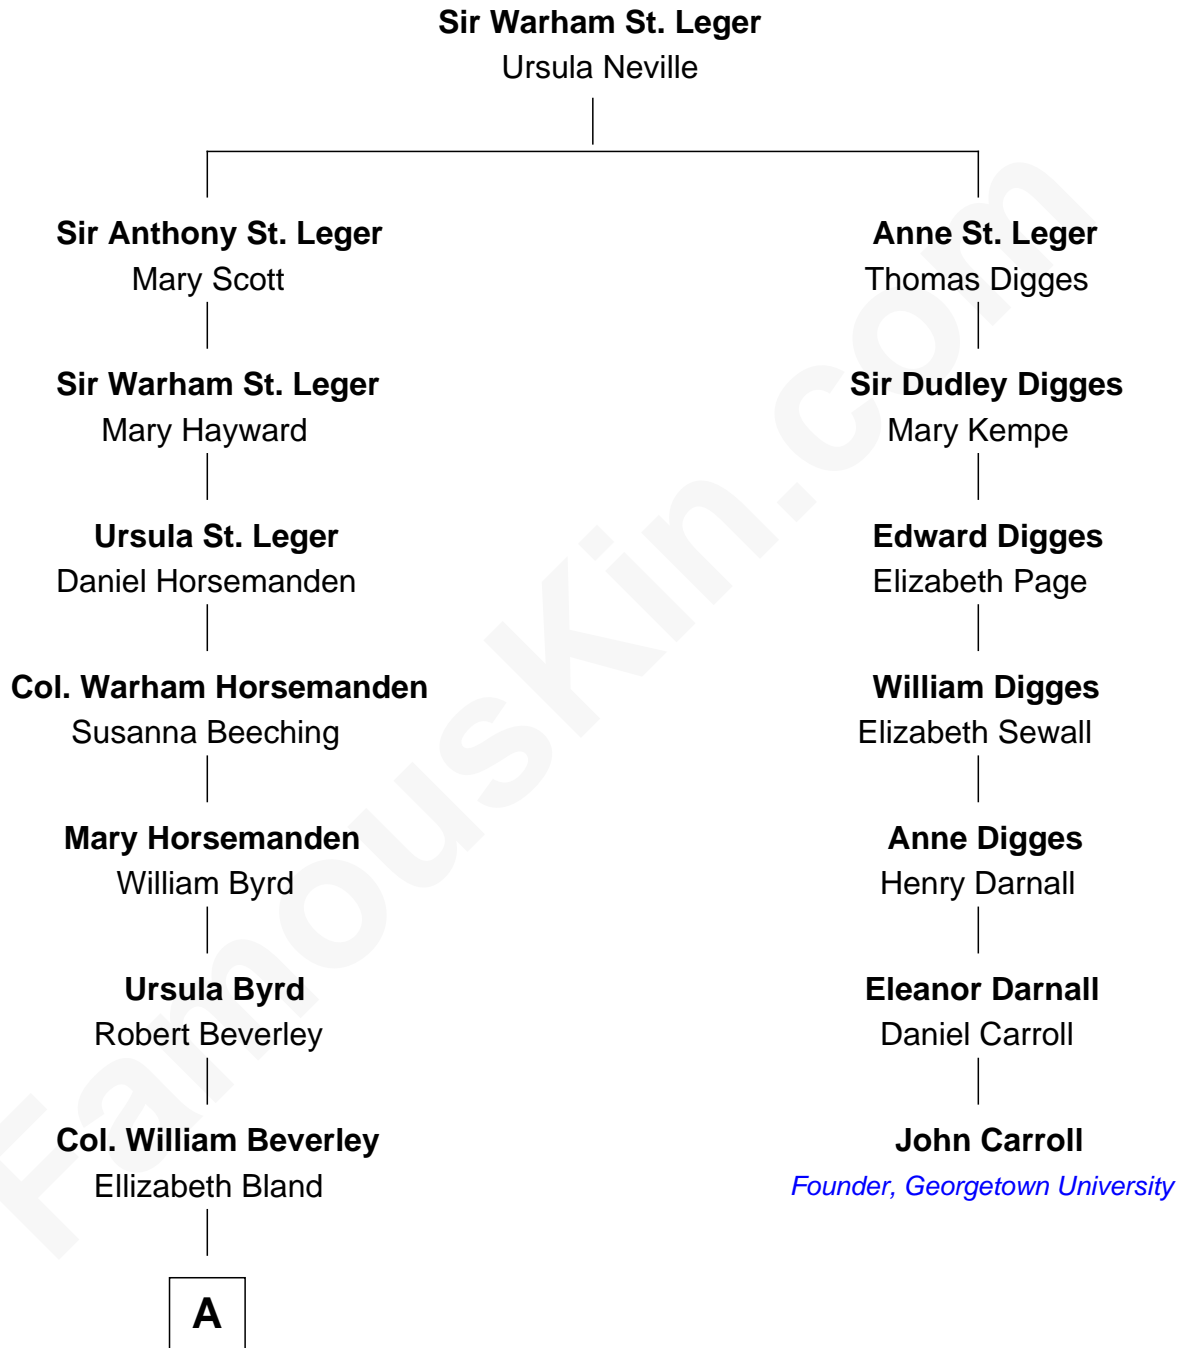 Sir Warham St. Leger
Ursula Neville
Sir Anthony St. Leger
Mary Scott
Anne St. Leger
Thomas Digges
Sir Warham St. Leger
Mary Hayward
Sir Dudley Digges
Mary Kempe
Ursula St. Leger
Daniel Horsemanden
Edward Digges
Elizabeth Page
Col. Warham Horsemanden
Susanna Beeching
William Digges
Elizabeth Sewall
Mary Horsemanden
William Byrd
Anne Digges
Henry Darnall
Ursula Byrd
Robert Beverley
Eleanor Darnall
Daniel Carroll
Col. William Beverley
Ellizabeth Bland
John Carroll
Founder, Georgetown University
A
FamousKin.com